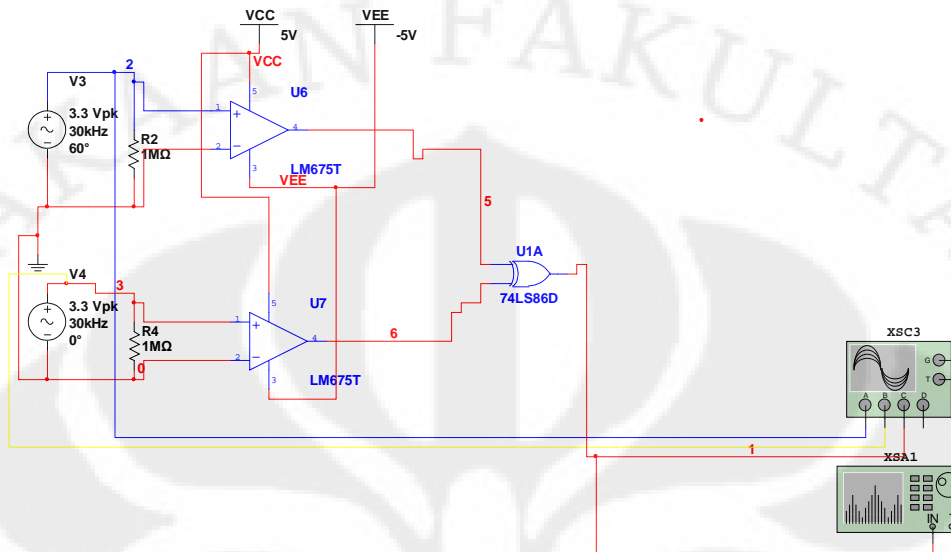 AKAAN FAKULTA
VCC
5V
VEE
-5V
VCC
V3
2
3.3 Vpk
30kHz
60°
R2
1MΩ
1
2
5
U6
4
3
LM675T
VEE
5
U1A
74LS86D
V4
3
3.3 Vpk
30kHz
0°
R4
1MΩ
0
1
2
5
U7
4
6
3
LM675T
XSC3
G
T
A
B
C
D
1
XSA1
IN